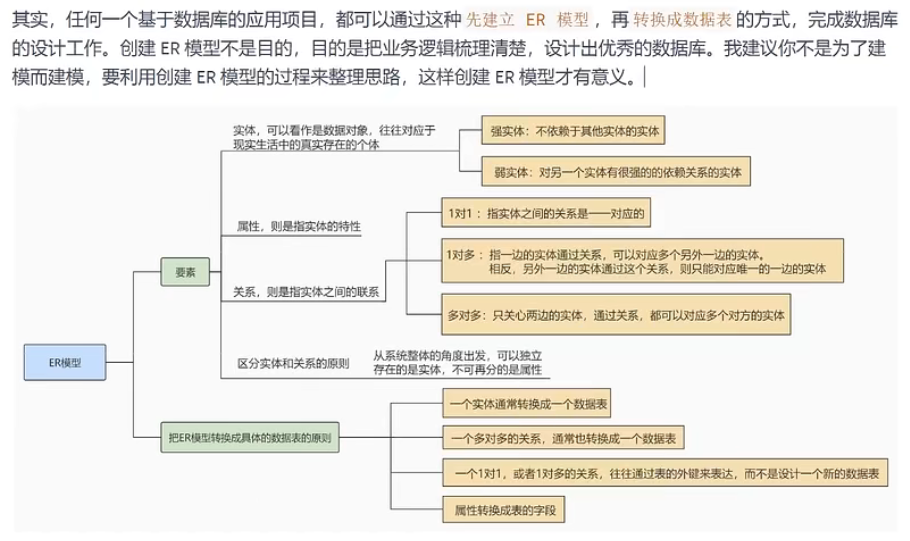 其实，任何一个基于数据库的应用项目，都可以通过这种 先建立 ER 模型 ，再 转换成数据表 的方式，完成数据库
的设计工作。创建 ER 模型不是目的，目的是把业务逻辑梳理清楚，设计出优秀的数据库。我建议你不是为了建
模而建模，要利用创建 ER 模型的过程来整理思路，这样创建 ER 模型才有意义。
实体，可以看作是数据对象，往往对应于
现实生活中的真实存在的个体
强实体：不依赖于其他实体的实体
弱实体：对另一个实体有很强的的依赖关系的实体
属性，则是指实体的特性
1对1 ：指实体之间的关系是一一对应的
1对多 ：指一边的实体通过关系，可以对应多个另外一边的实体。
相反，另外一边的实体通过这个关系，则只能对应唯一的一边的实体
要素
关系，则是指实体之间的联系
多对多：只关心两边的实体，通过关系，都可以对应多个对方的实体
ER模型
区分实体和关系的原则
从系统整体的角度出发，可以独立
存在的是实体，不可再分的是属性
把ER模型转换成具体的数据表的原则
一个实体通常转换成一个数据表
一个多对多的关系，通常也转换成一个数据表
一个1对1，或者1对多的关系，往往通过表的外键来表达，而不是设计一个新的数据表
属性转换成表的字段